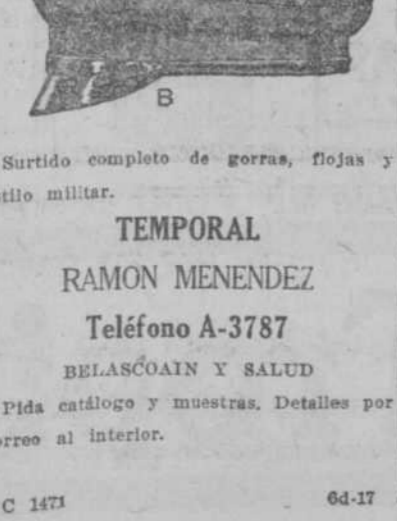 B
Surtido completo de gorras, flojas y
tilo militar.
TEMPORAL
RAMON MENENDEZ
Teléfono A-3787
BELASCOAIN Y SALUD
Pida catálogo y muestras. Detalles por
orreo al interior.
C 1471 6d-17